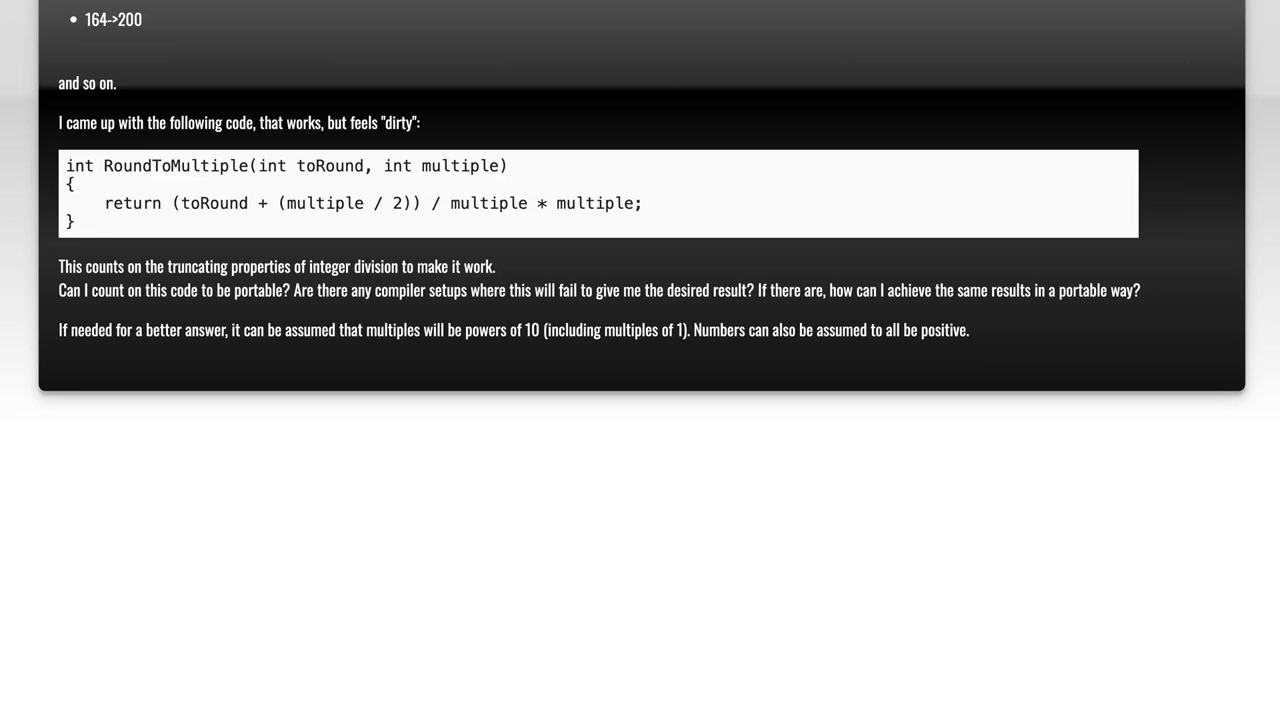 164->200
and so on.
I came up with the following code, that works, but feels "dirty":
int RoundToMultiple(int toRound, int multiple)
{
    return (toRound + (multiple / 2)) / multiple * multiple;
}
This counts on the truncating properties of integer division to make it work.
Can I count on this code to be portable? Are there any compiler setups where this will fail to give me the desired result? If there are, how can I achieve the same results in a portable way?
If needed for a better answer, it can be assumed that multiples will be powers of 10 (including multiples of 1). Numbers can also be assumed to all be positive.